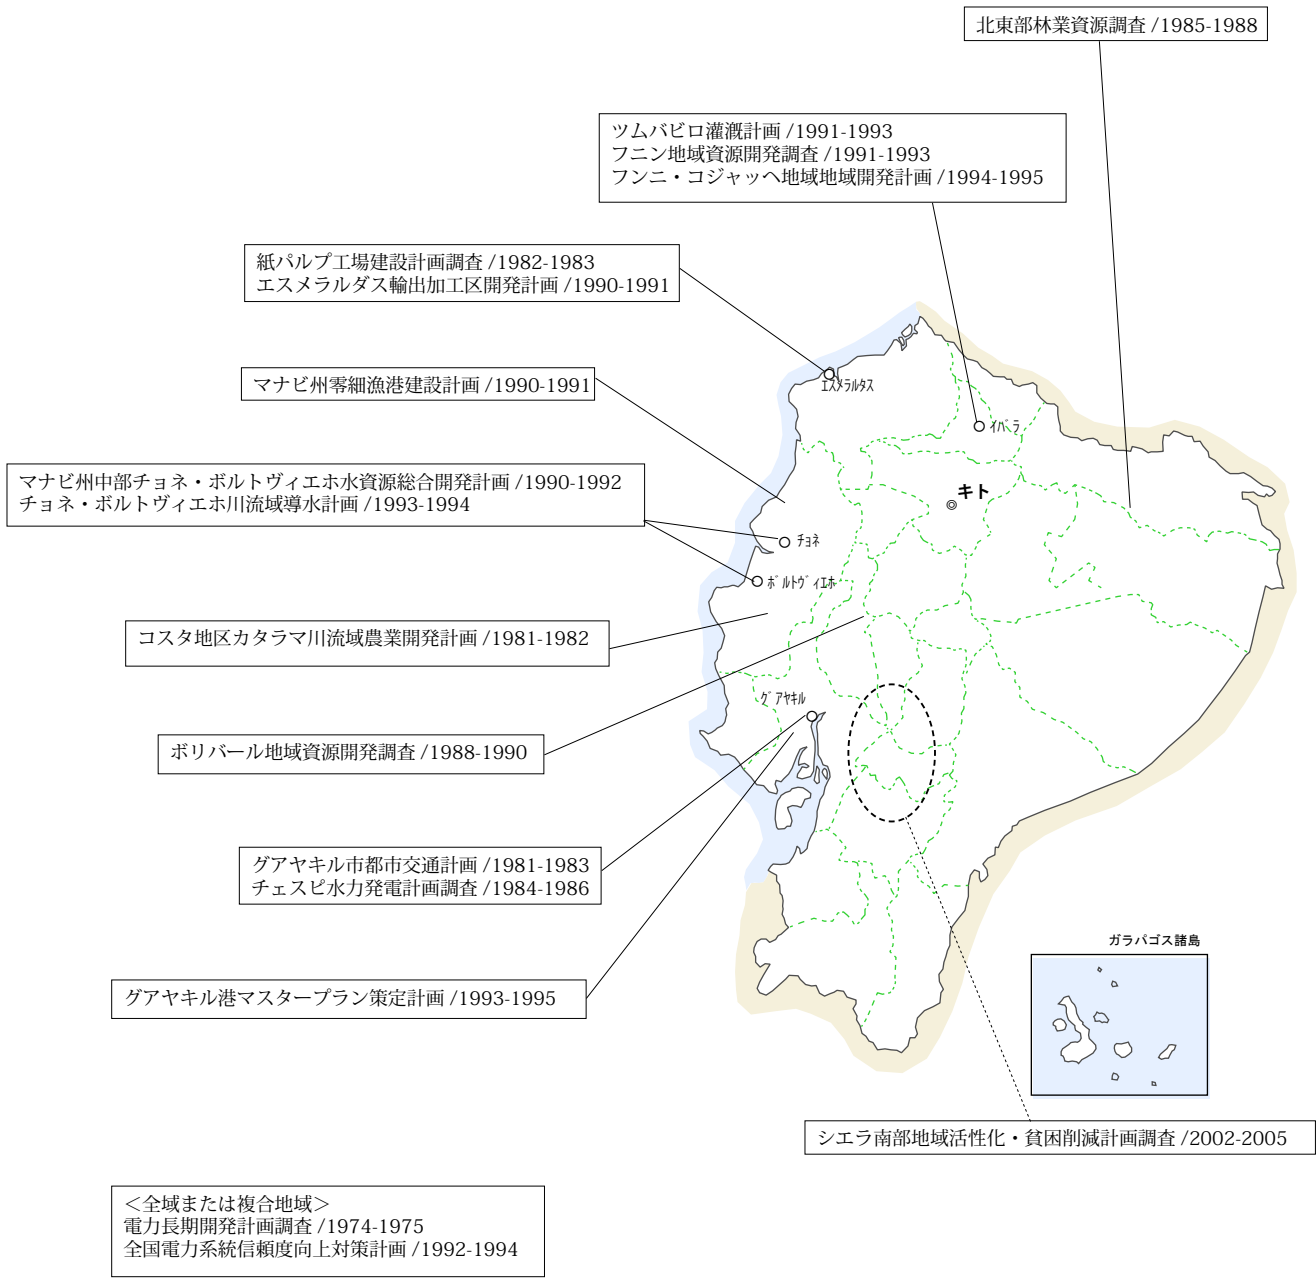 北東部林業資源調査 /1985-1988
ツムバビロ灌漑計画 /1991-1993
フニン地域資源開発調査 /1991-1993
フンニ・コジャッヘ地域地域開発計画 /1994-1995
紙パルプ工場建設計画調査 /1982-1983
エスメラルダス輸出加工区開発計画 /1990-1991
マナビ州零細漁港建設計画 /1990-1991
エスメラルタス
イバラ
マナビ州中部チョネ・ボルトヴィエホ水資源総合開発計画 /1990-1992
チョネ・ボルトヴィエホ川流域導水計画 /1993-1994
キト
チョネ
ボルトヴィエホ
コスタ地区カタラマ川流域農業開発計画 /1981-1982
グアヤキル
ボリバール地域資源開発調査 /1988-1990
グアヤキル市都市交通計画 /1981-1983
チェスピ水力発電計画調査 /1984-1986
ガラパゴス諸島
グアヤキル港マスタープラン策定計画 /1993-1995
シエラ南部地域活性化・貧困削減計画調査 /2002-2005
＜全域または複合地域＞
電力長期開発計画調査 /1974-1975
全国電力系統信頼度向上対策計画 /1992-1994